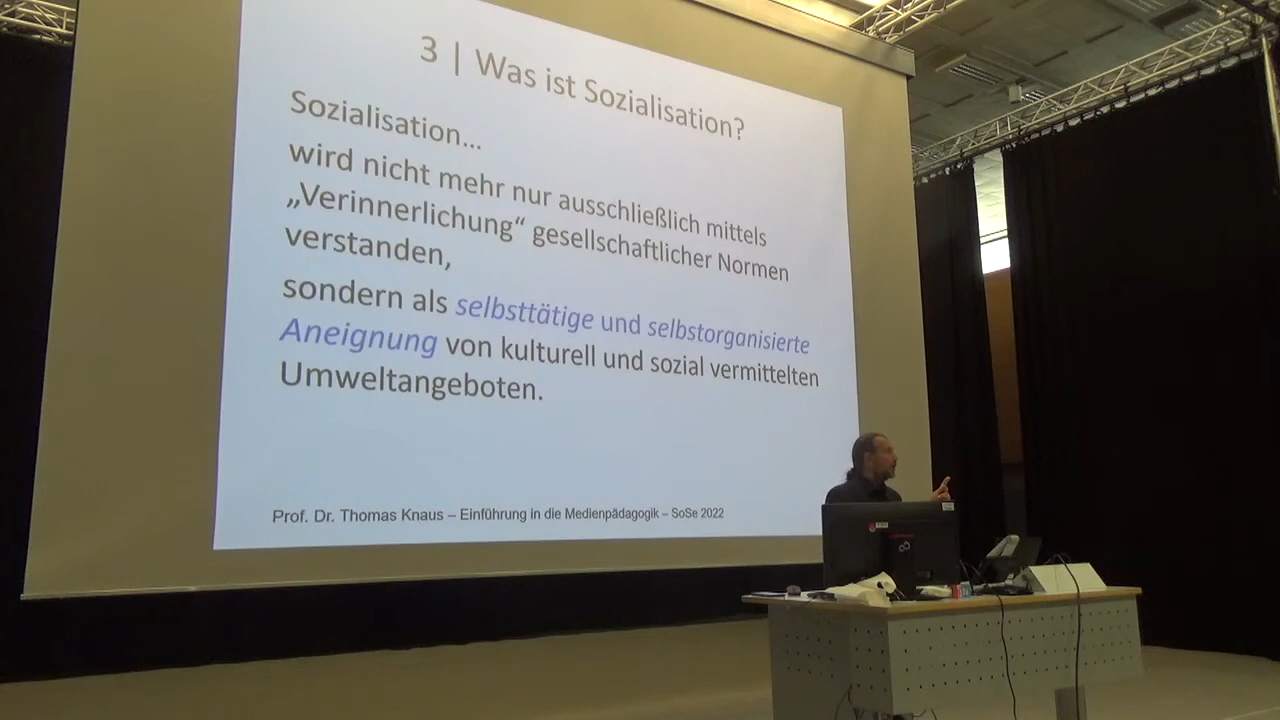 3 | Was ist Sozialisation?
Sozialisation...
wird nicht mehr nur ausschließlich mittels
„Verinnerlichung“ gesellschaftlicher Normen
verstanden,
sondern als selbsttätige und selbstorganisierte
Aneignung von kulturell und sozial vermittelten
Umweltangeboten.
Prof. Dr. Thomas Knaus – Einführung in die Medienpädagogik – SoSe 2022